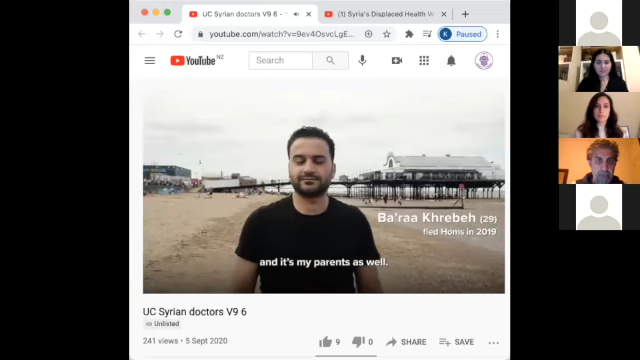 UC Syrian doctors V9 6 -
(1) Syria's Displaced Health W
youtube.com/watch?v=9ev4OsvcLgE...
K Paused
YouTube NZ
Search
Ba'raa Khrebeh (29)
fled Homs in 2019
and it's my parents as well.
UC Syrian doctors V9 6
Unlisted
241 views • 5 Sept 2020
9
0
SHARE
SAVE